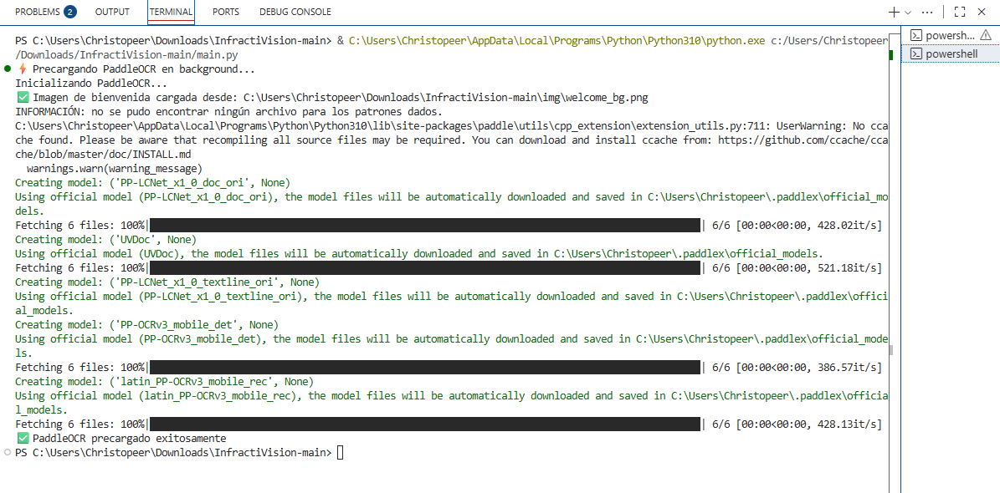 PROBLEMS 2 OUTPUT TERMINAL PORTS DEBUG CONSOLE
PS C:\Users\Christopeer\Downloads\InfractiVision-main> & C:\Users\Christopeer\AppData\Local\Programs\Python\Python310\python.exe c:/Users/Christopeer
/Downloads/InfractiVision-main/main.py
⚡ Precargando PaddleOCR en background...
Inicializando PaddleOCR...
✅ Imagen de bienvenida cargada desde: C:\Users\Christopeer\Downloads\InfractiVision-main\img\welcome_bg.png
INFORMACIÓN: no se pudo encontrar ningún archivo para los patrones dados.
C:\Users\Christopeer\AppData\Local\Programs\Python\Python310\lib\site-packages\paddle\utils\cpp_extension\extension_utils.py:711: UserWarning: No cca
che found. Please be aware that recompiling all source files may be required. You can download and install ccache from: https://github.com/ccache/cca
che/blob/master/doc/INSTALL.md
  warnings.warn(warning_message)
Creating model: ('PP-LCNet_x1_0_doc_ori', None)
Using official model (PP-LCNet_x1_0_doc_ori), the model files will be automatically downloaded and saved in C:\Users\Christopeer\.paddlex\official_mo
dels.
Fetching 6 files: 100%| | 6/6 [00:00<00:00, 428.02it/s]
Creating model: ('UVDoc', None)
Using official model (UVDoc), the model files will be automatically downloaded and saved in C:\Users\Christopeer\.paddlex\official_models.
Fetching 6 files: 100%| | 6/6 [00:00<00:00, 521.18it/s]
Creating model: ('PP-LCNet_x1_0_textline_ori', None)
Using official model (PP-LCNet_x1_0_textline_ori), the model files will be automatically downloaded and saved in C:\Users\Christopeer\.paddlex\offici
al_models.
Creating model: ('PP-OCRv3_mobile_det', None)
Using official model (PP-OCRv3_mobile_det), the model files will be automatically downloaded and saved in C:\Users\Christopeer\.paddlex\official_mode
ls.
Fetching 6 files: 100%| | 6/6 [00:00<00:00, 386.57it/s]
Creating model: ('latin_PP-OCRv3_mobile_rec', None)
Using official model (latin_PP-OCRv3_mobile_rec), the model files will be automatically downloaded and saved in C:\Users\Christopeer\.paddlex\officia
l_models.
Fetching 6 files: 100%| | 6/6 [00:00<00:00, 428.13it/s]
✅ PaddleOCR precargado exitosamente
PS C:\Users\Christopeer\Downloads\InfractiVision-main>
powersh...
powershell